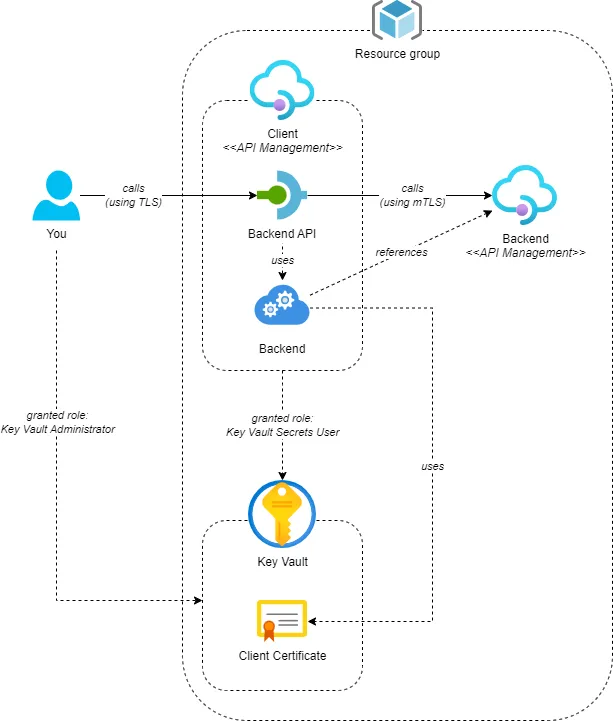 Resource group
Client
<<API Management>>
calls
(using TLS)
calls
(using mTLS)
You
Backend API
Backend
<<API Management>>
uses
references
Backend
granted role:
Key Vault Administrator
granted role:
Key Vault Secrets User
uses
Key Vault
Client Certificate